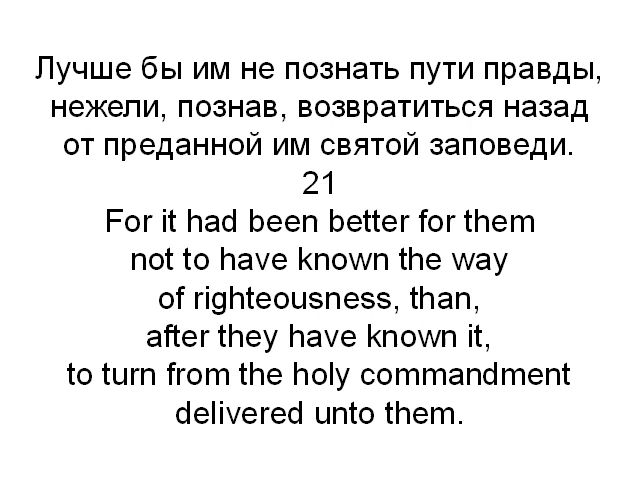 Лучше бы им не познать пути правды,
нежели, познав, возвратиться назад
от преданной им святой заповеди.
21
For it had been better for them
not to have known the way
of righteousness, than,
after they have known it,
to turn from the holy commandment
delivered unto them.